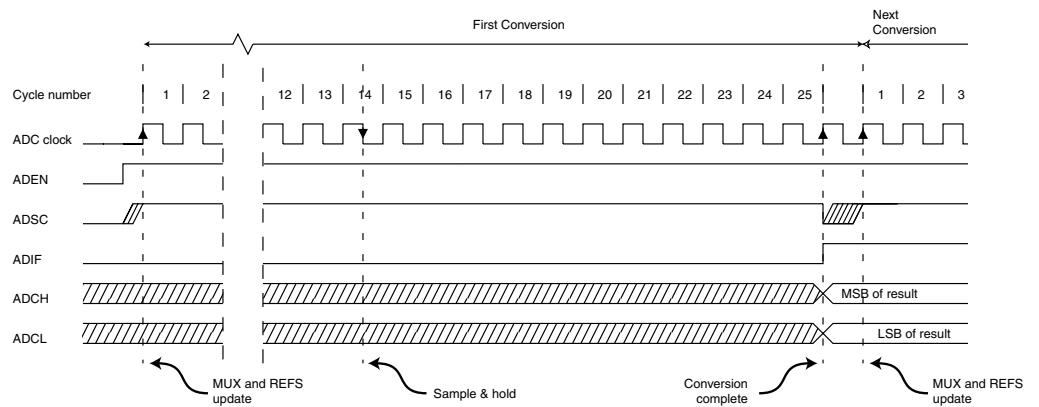 First Conversion
Next
Conversion
Cycle number 1 2 12 13 14 15 16 17 18 19 20 21 22 23 24 25 1 2 3
ADC clock
ADEN
ADSC
ADIF
ADCH MSB of result
ADCL LSB of result
MUX and REFS
update
Sample & hold
Conversion
complete
MUX and REFS
update